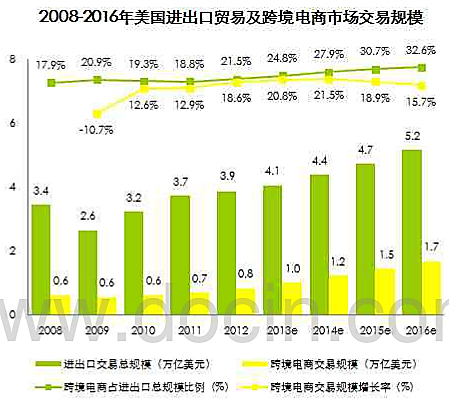 2008-2016年美国进出口贸易及跨境电商市场交易规模
8
17.9% 20.9% 19.3% 18.8% 21.5% 24.8% 27.9% 30.7% 32.6%
-10.7% 12.6% 12.9% 18.6% 20.8% 21.5% 18.9% 15.7%
6
3.4 2.6 3.2 3.7 3.9 4.1 4.4 4.7 5.2
4
2
0.6 0.6 0.6 0.7 0.8 1.0 1.2 1.5 1.7
0
2008 2009 2010 2011 2012 2013e 2014e 2015e 2016e
www.docin.com
进出口交易总规模（万亿美元） 跨境电商交易规模（万亿美元）
跨境电商占进出口总规模比例（%） 跨境电商交易规模增长率（%）